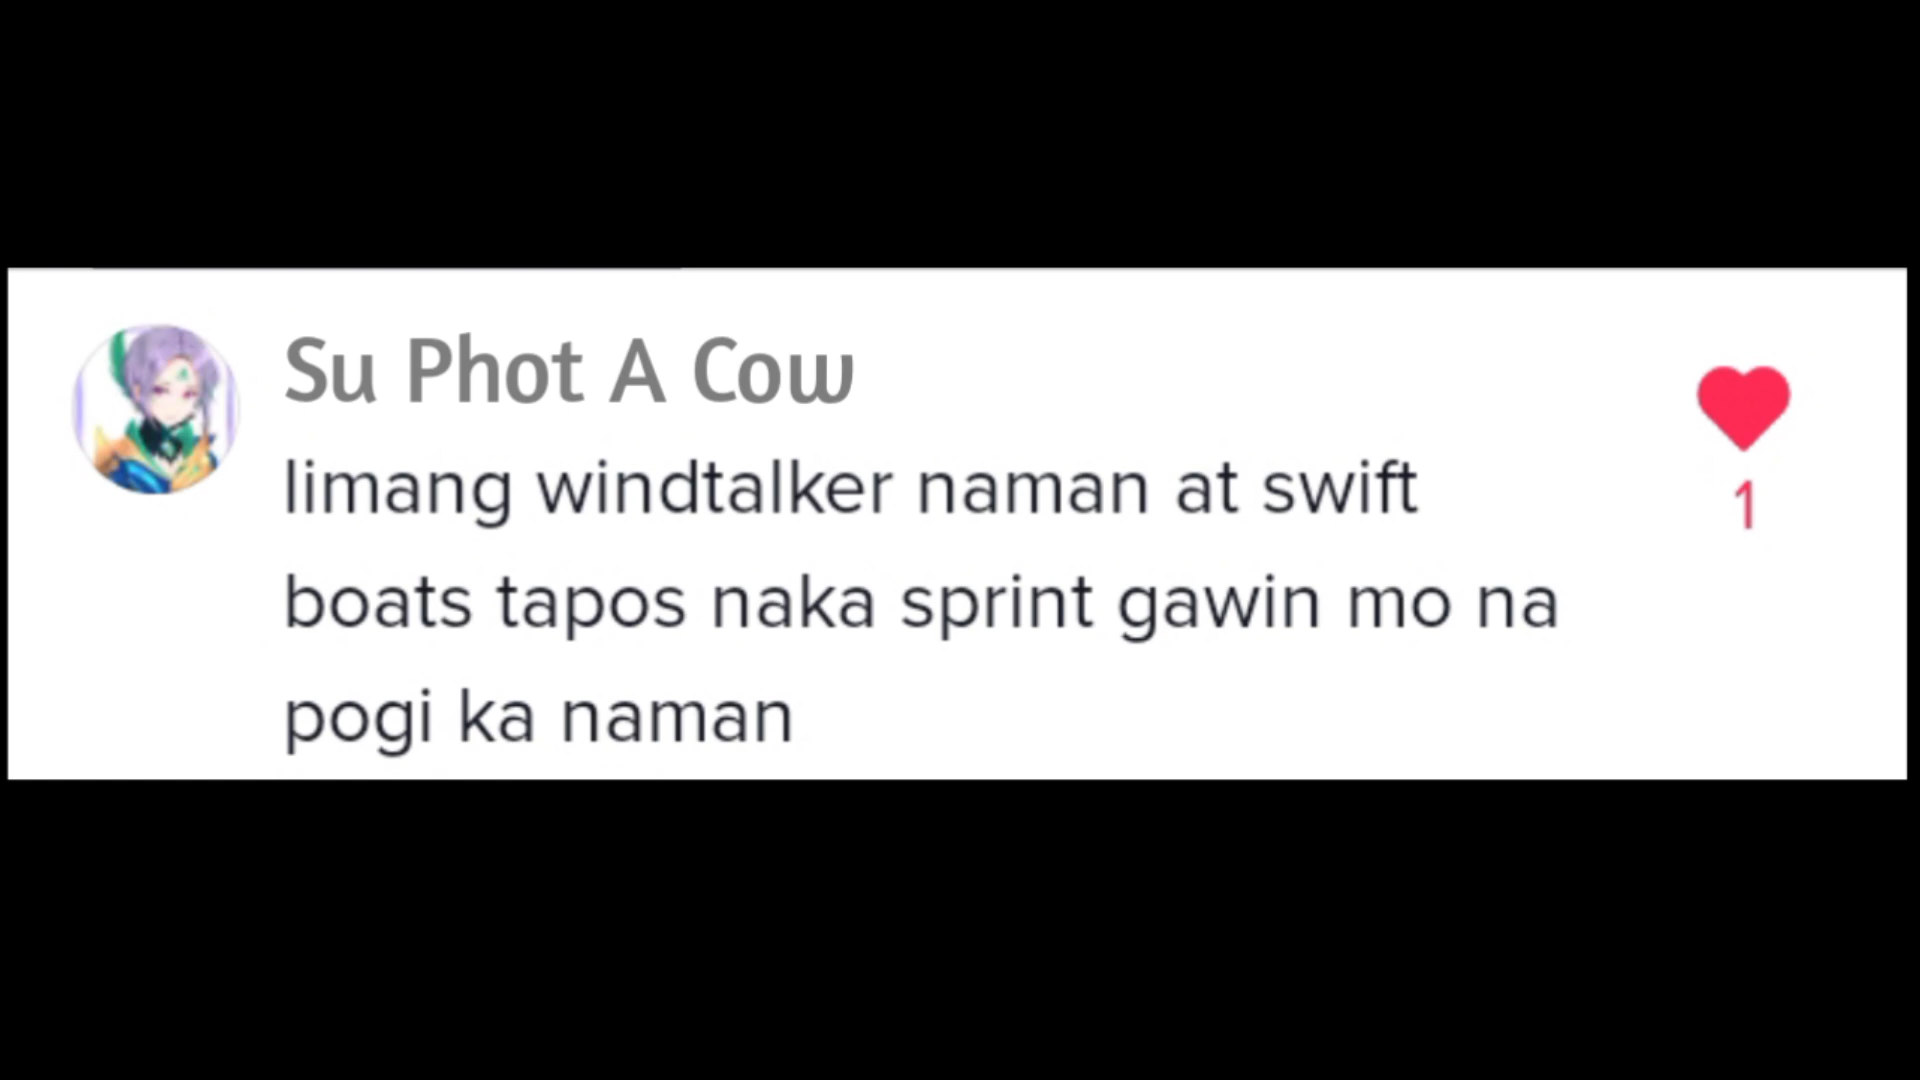 Su Phot A Cow
limang windtalker naman at swift
boats tapos naka sprint gawin mo na
pogi ka naman
1